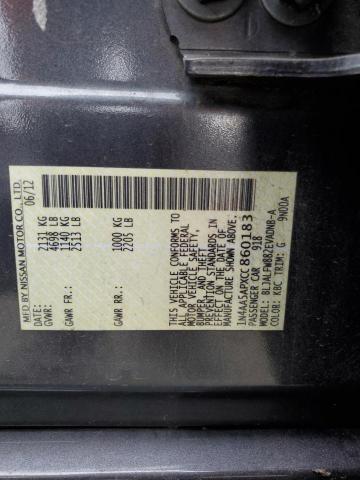 MFD BY NISSAN MOTOR CO., LTD.
DATE: 06/12
GVWR: 2131 KG
4698 LB
GAWR FR.: 1140 KG
2513 LB
GAWR RR.: 1000 KG
2205 LB
THIS VEHICLE CONFORMS TO
ALL APPLICABLE FEDERAL
MOTOR VEHICLE SAFETY,
BUMPER, AND THEFT
PREVENTION STANDARDS IN
EFFECT ON THE DATE OF
MANUFACTURE SHOWN ABOVE.
1N4AA5APXCC860183
PASSENGER CAR 918
COLOR: KBC TRIM: G 9N00A